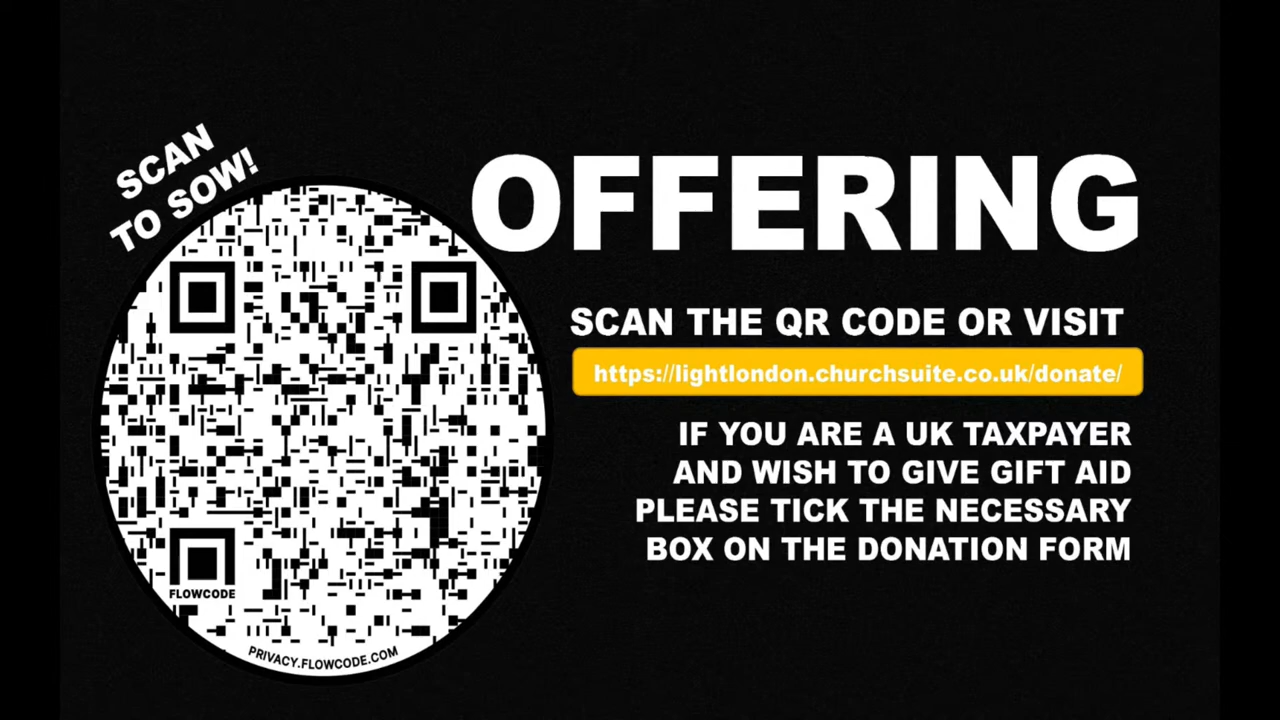 SCAN
TO SOW!
OFFERING
SCAN THE QR CODE OR VISIT
https://lightlondon.churchsuite.co.uk/donate/
IF YOU ARE A UK TAXPAYER
AND WISH TO GIVE GIFT AID
PLEASE TICK THE NECESSARY
BOX ON THE DONATION FORM
FLOWCODE
PRIVACY.FLOWCODE.COM